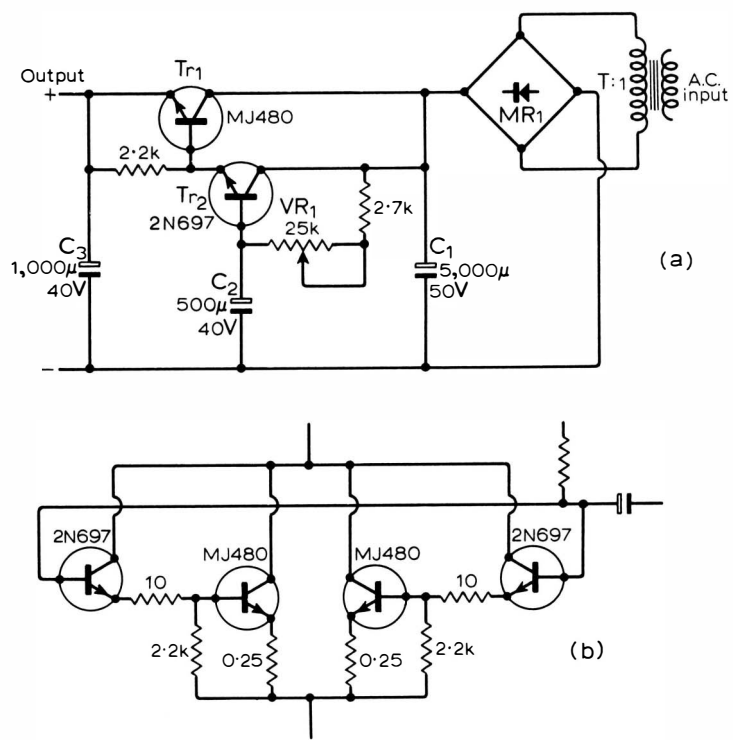 Output
+
Tr1
MJ480
T:1
A.C.
input
MR1
2·2k
Tr2
2N697
VR1
25k
2·7k
C3
1,000µ
40V
C2
500µ
40V
C1
5,000µ
50V
(a)
−
2N697
MJ480
MJ480
2N697
10
10
2·2k
0·25
0·25
2·2k
(b)